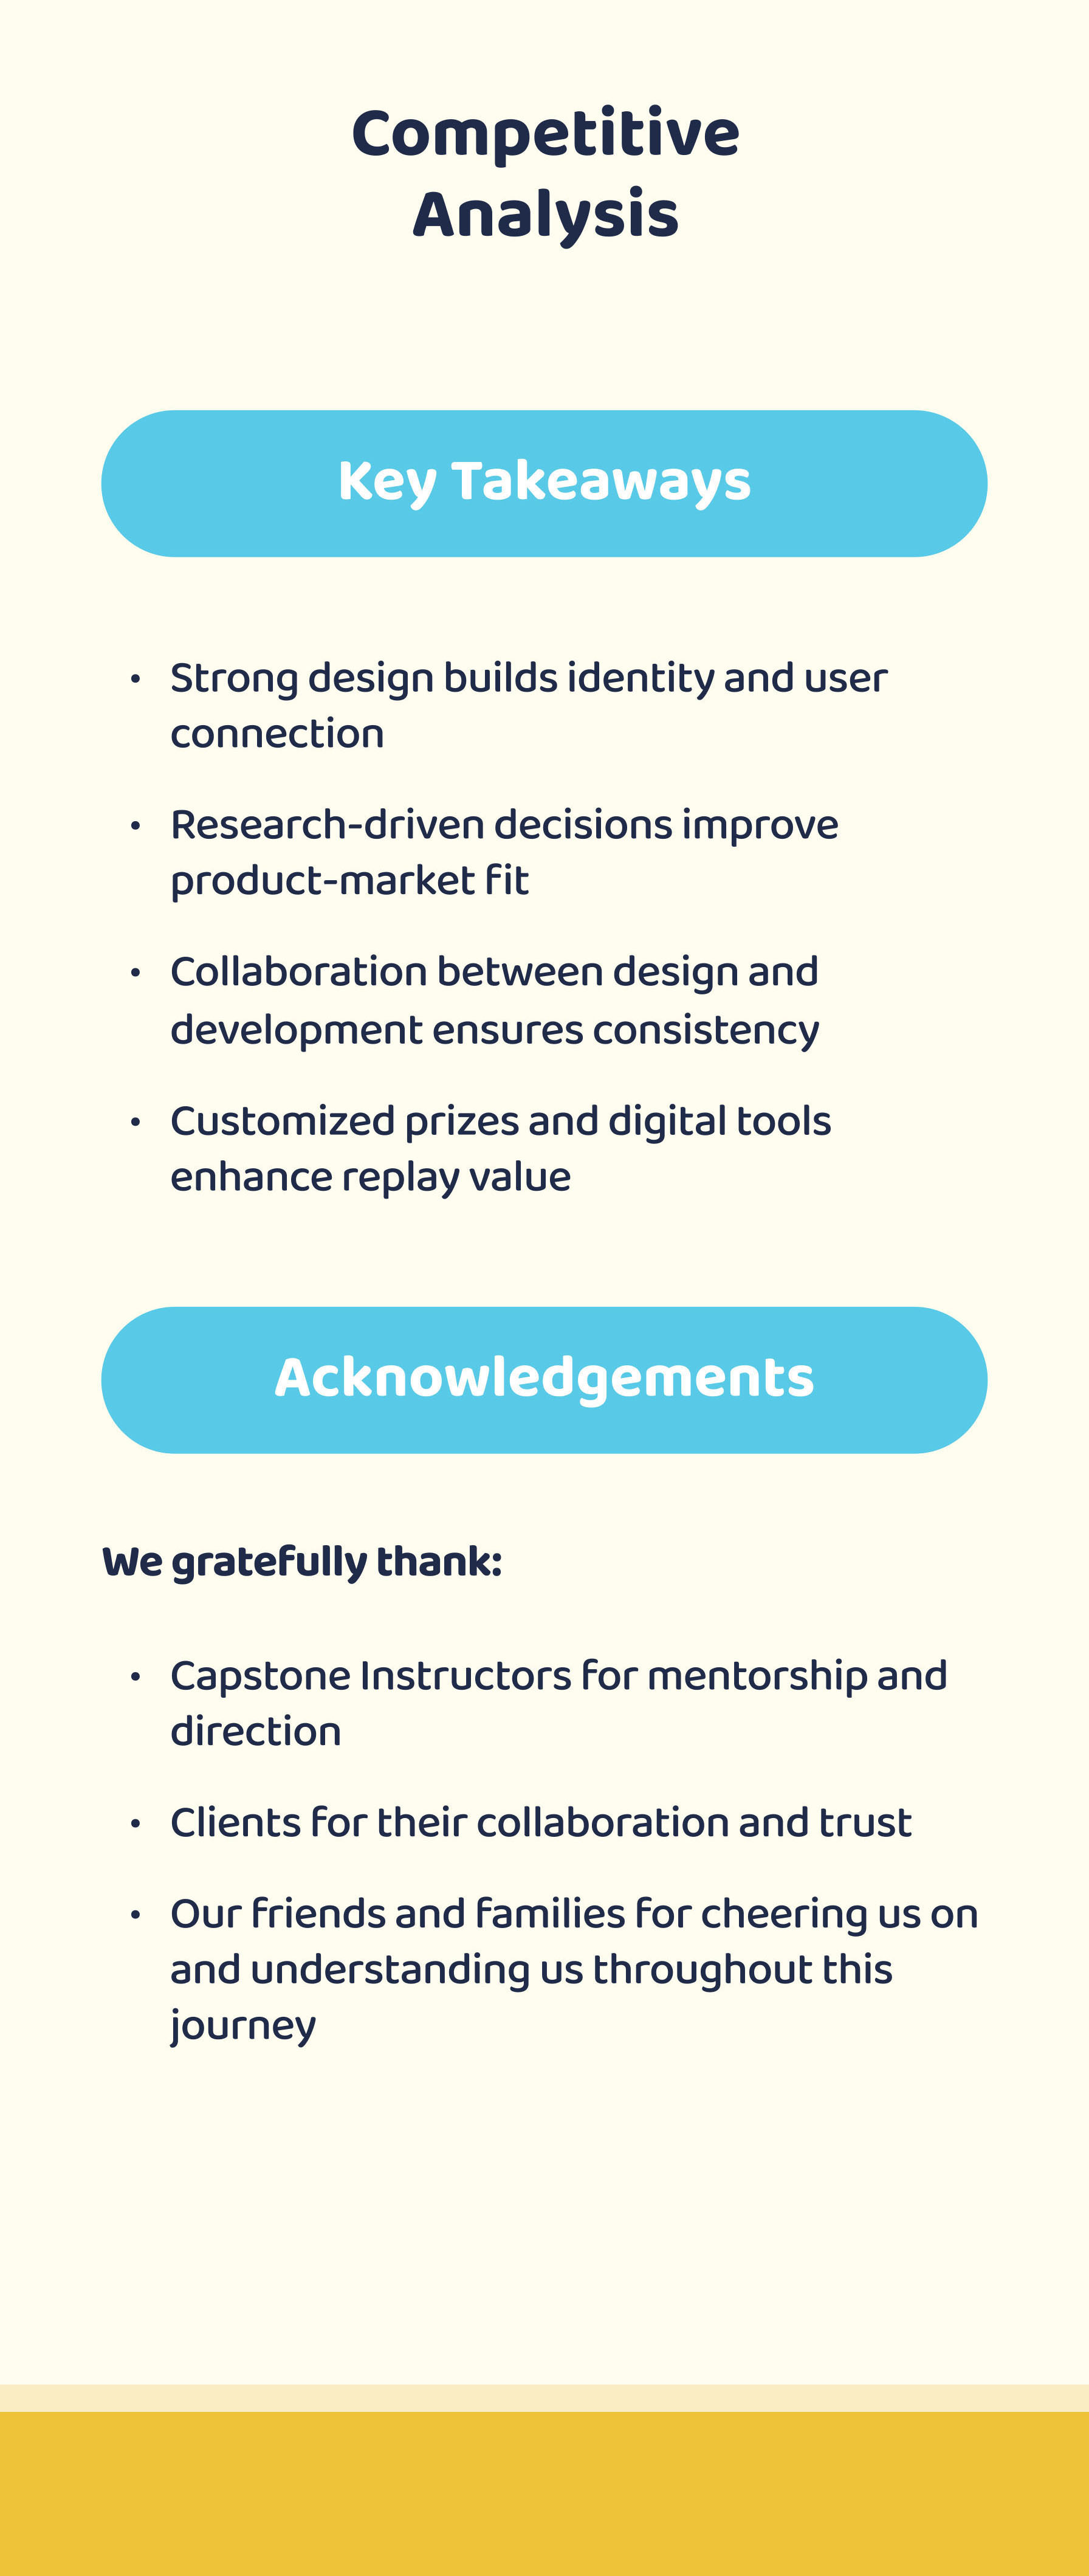 Competitive
Analysis
Key Takeaways
• Strong design builds identity and user
connection
• Research-driven decisions improve
product-market fit
• Collaboration between design and
development ensures consistency
• Customized prizes and digital tools
enhance replay value
Acknowledgements
We gratefully thank:
• Capstone Instructors for mentorship and
direction
• Clients for their collaboration and trust
• Our friends and families for cheering us on
and understanding us throughout this
journey